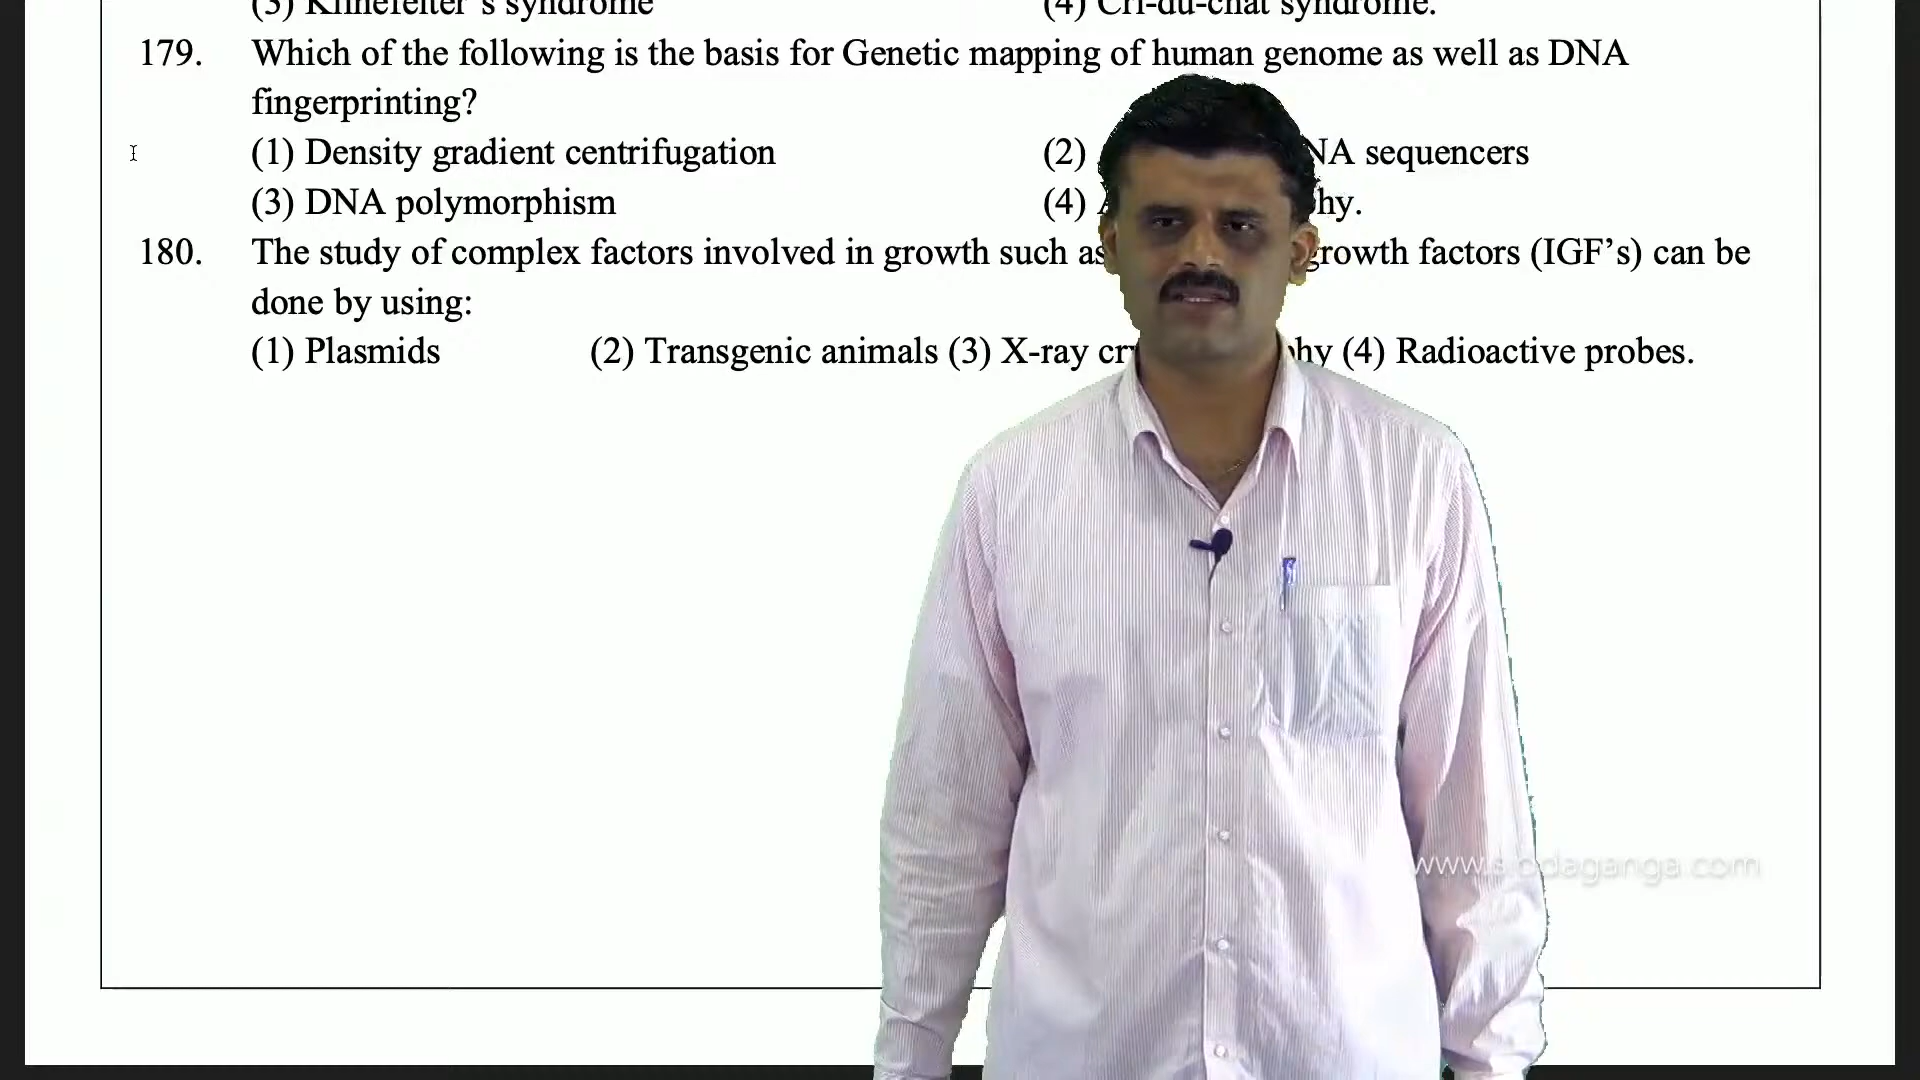 (3) Klinefelter's syndrome (4) Cri-du-chat syndrome.
179. Which of the following is the basis for Genetic mapping of human genome as well as DNA
fingerprinting?
(1) Density gradient centrifugation (2) sequencers
(3) DNA polymorphism (4)
180. The study of complex factors involved in growth such as growth factors (IGF's) can be
done by using:
(1) Plasmids (2) Transgenic animals (3) X-ray (4) Radioactive probes.